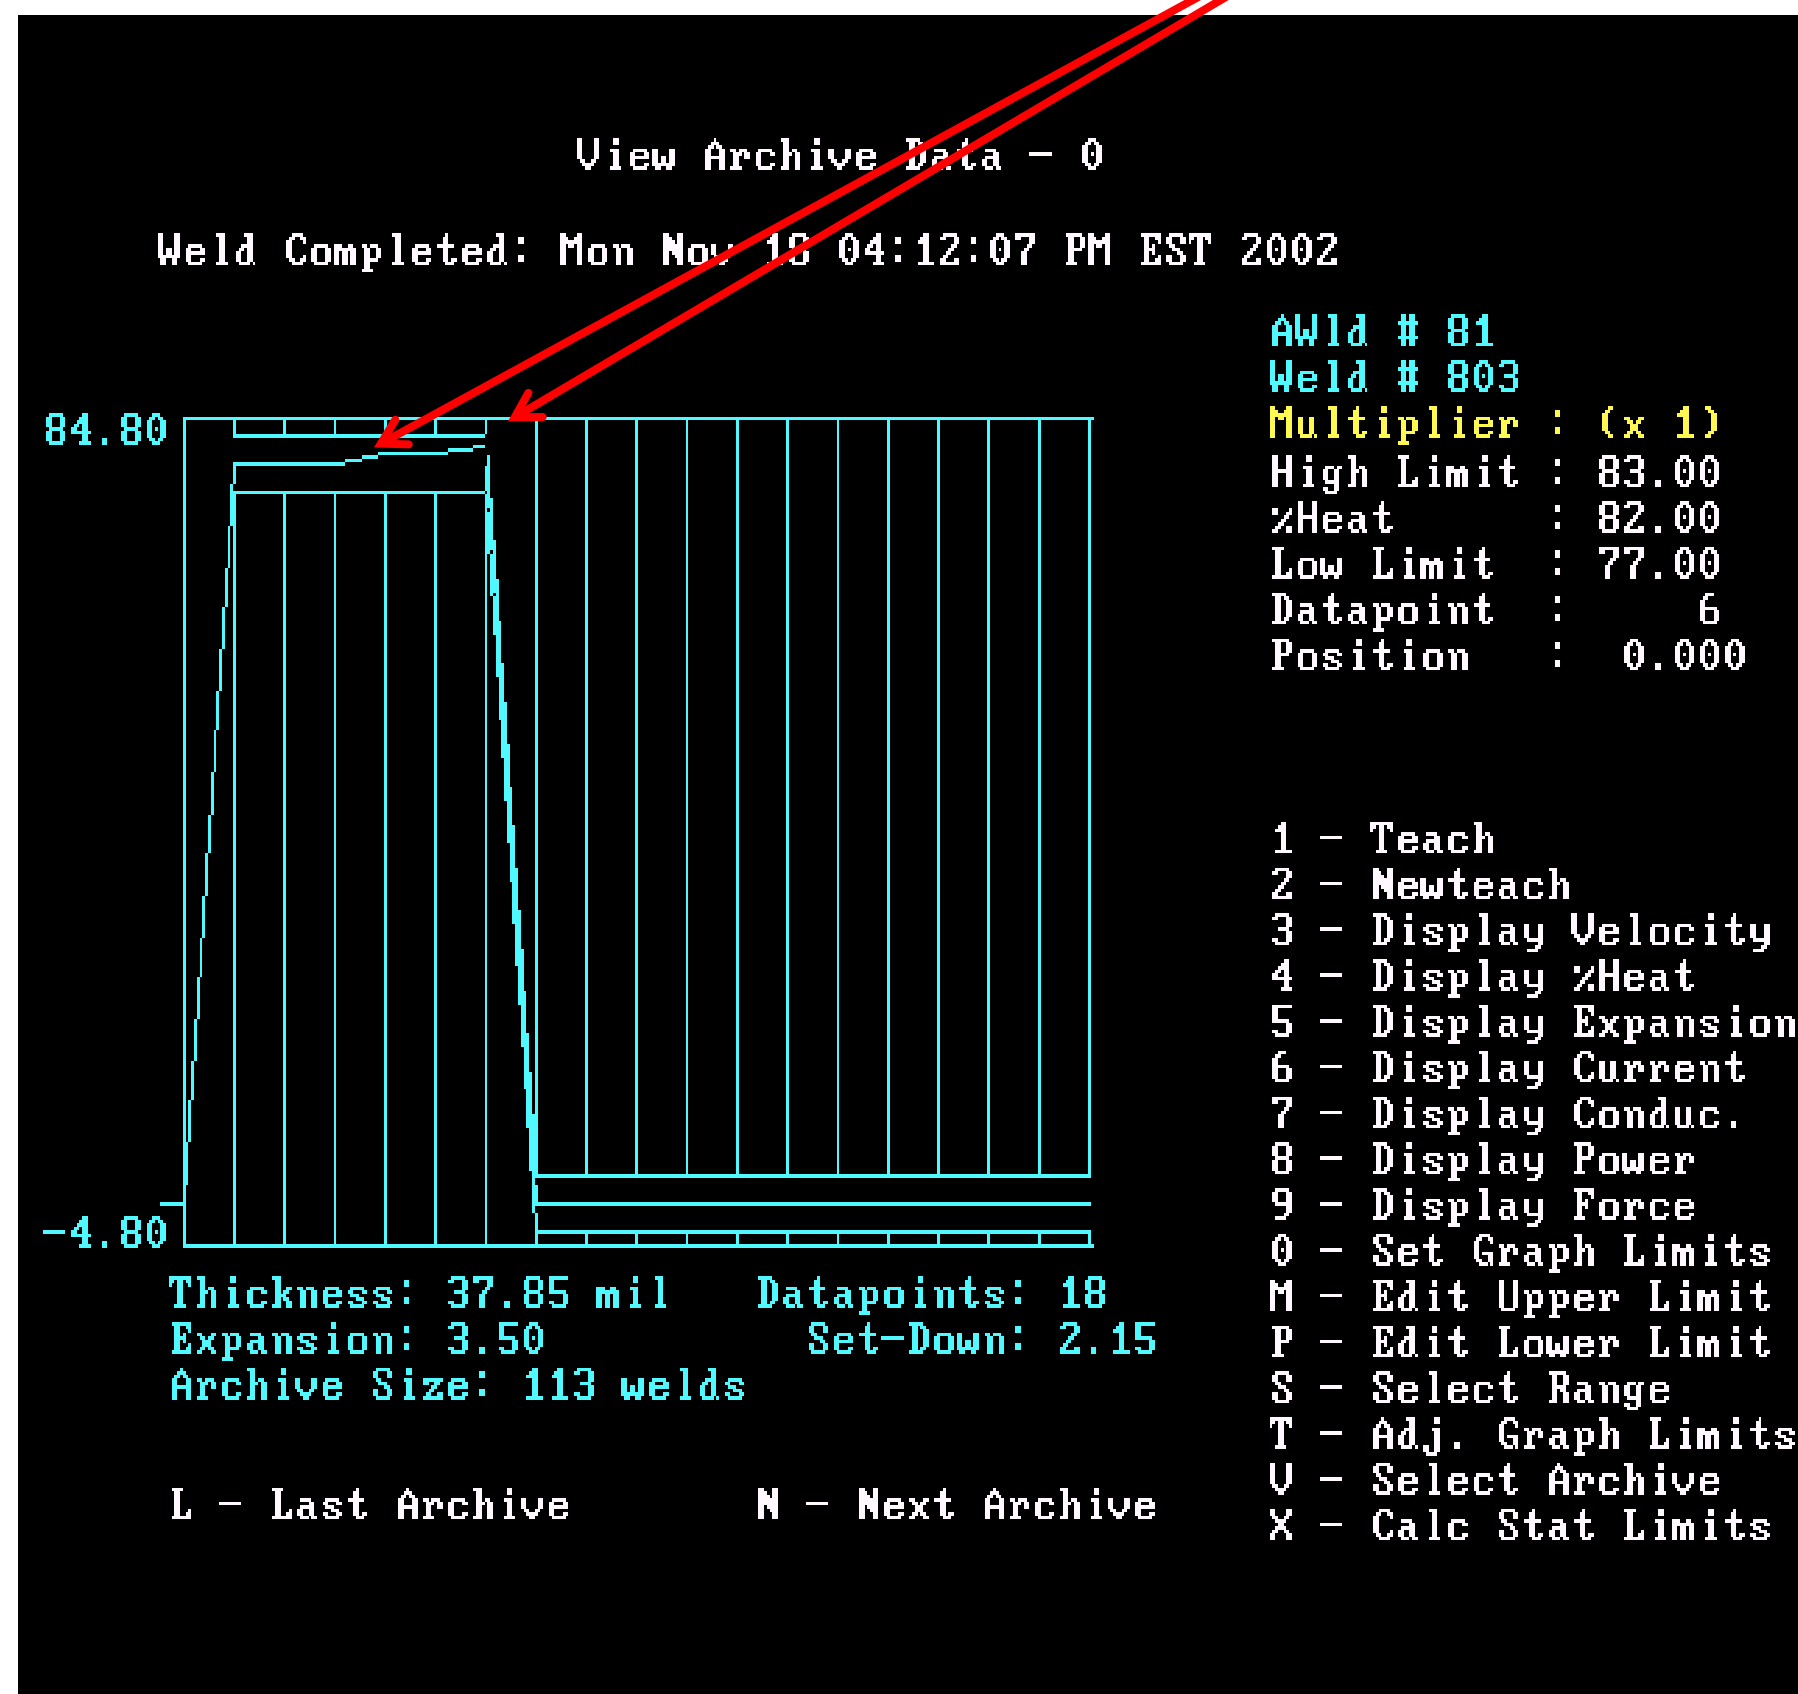 View Archive Data - 0
Weld Completed: Mon Nov 18 04:12:07 PM EST 2002
AWld # 81
Weld # 803
Multiplier : (x 1)
High Limit : 83.00
%Heat : 82.00
Low Limit : 77.00
Datapoint : 6
Position : 0.000
84.80
-4.80
Thickness: 37.85 mil Datapoints: 18
Expansion: 3.50 Set-Down: 2.15
Archive Size: 113 welds
L - Last Archive N - Next Archive
1 - Teach
2 - Newteach
3 - Display Velocity
4 - Display %Heat
5 - Display Expansion
6 - Display Current
7 - Display Conduc.
8 - Display Power
9 - Display Force
0 - Set Graph Limits
M - Edit Upper Limit
P - Edit Lower Limit
S - Select Range
T - Adj. Graph Limits
V - Select Archive
X - Calc Stat Limits